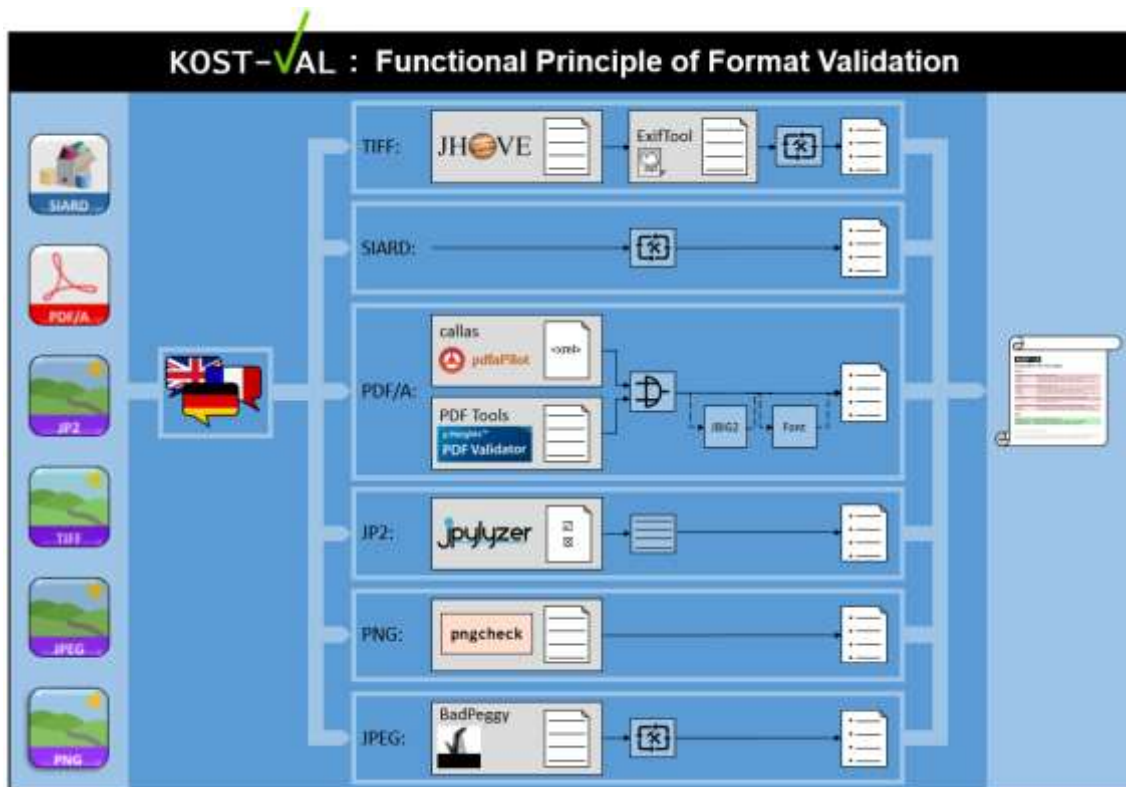 KOST-VAL : Functional Principle of Format Validation
SIARD
PDF/A
JP2
TIFF
JPEG
PNG
TIFF:
JHOVE
ExifTool
SIARD:
PDF/A:
callas
pdfaPilot
<xml>
PDF Tools
PDF Validator
JBIG2
Font
JP2:
jpylyzer
PNG:
pngcheck
JPEG:
BadPeggy